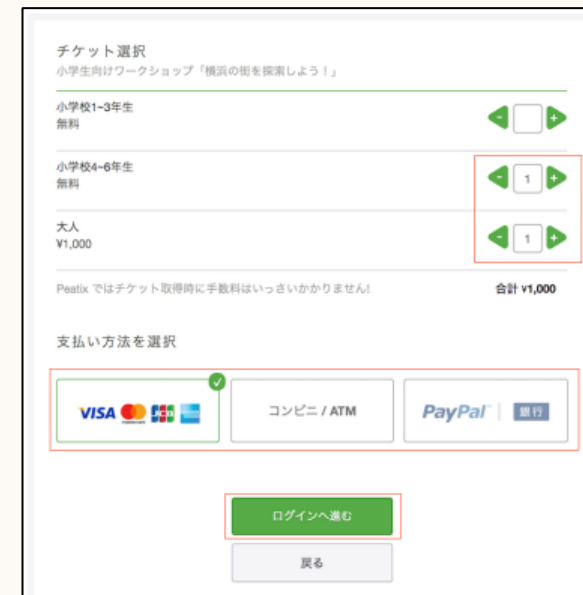 チケット選択
小学生向けワークショップ「横浜の街を探索しよう！」
小学校1~3年生
無料
- +
小学校4~6年生
無料
- 1 +
大人
¥1,000
- 1 +
Peatix ではチケット取得時に手数料はいっさいかかりません!
合計 ¥1,000
支払い方法を選択
VISA mastercard JCB
コンビニ / ATM
PayPal 銀行
ログインへ進む
戻る